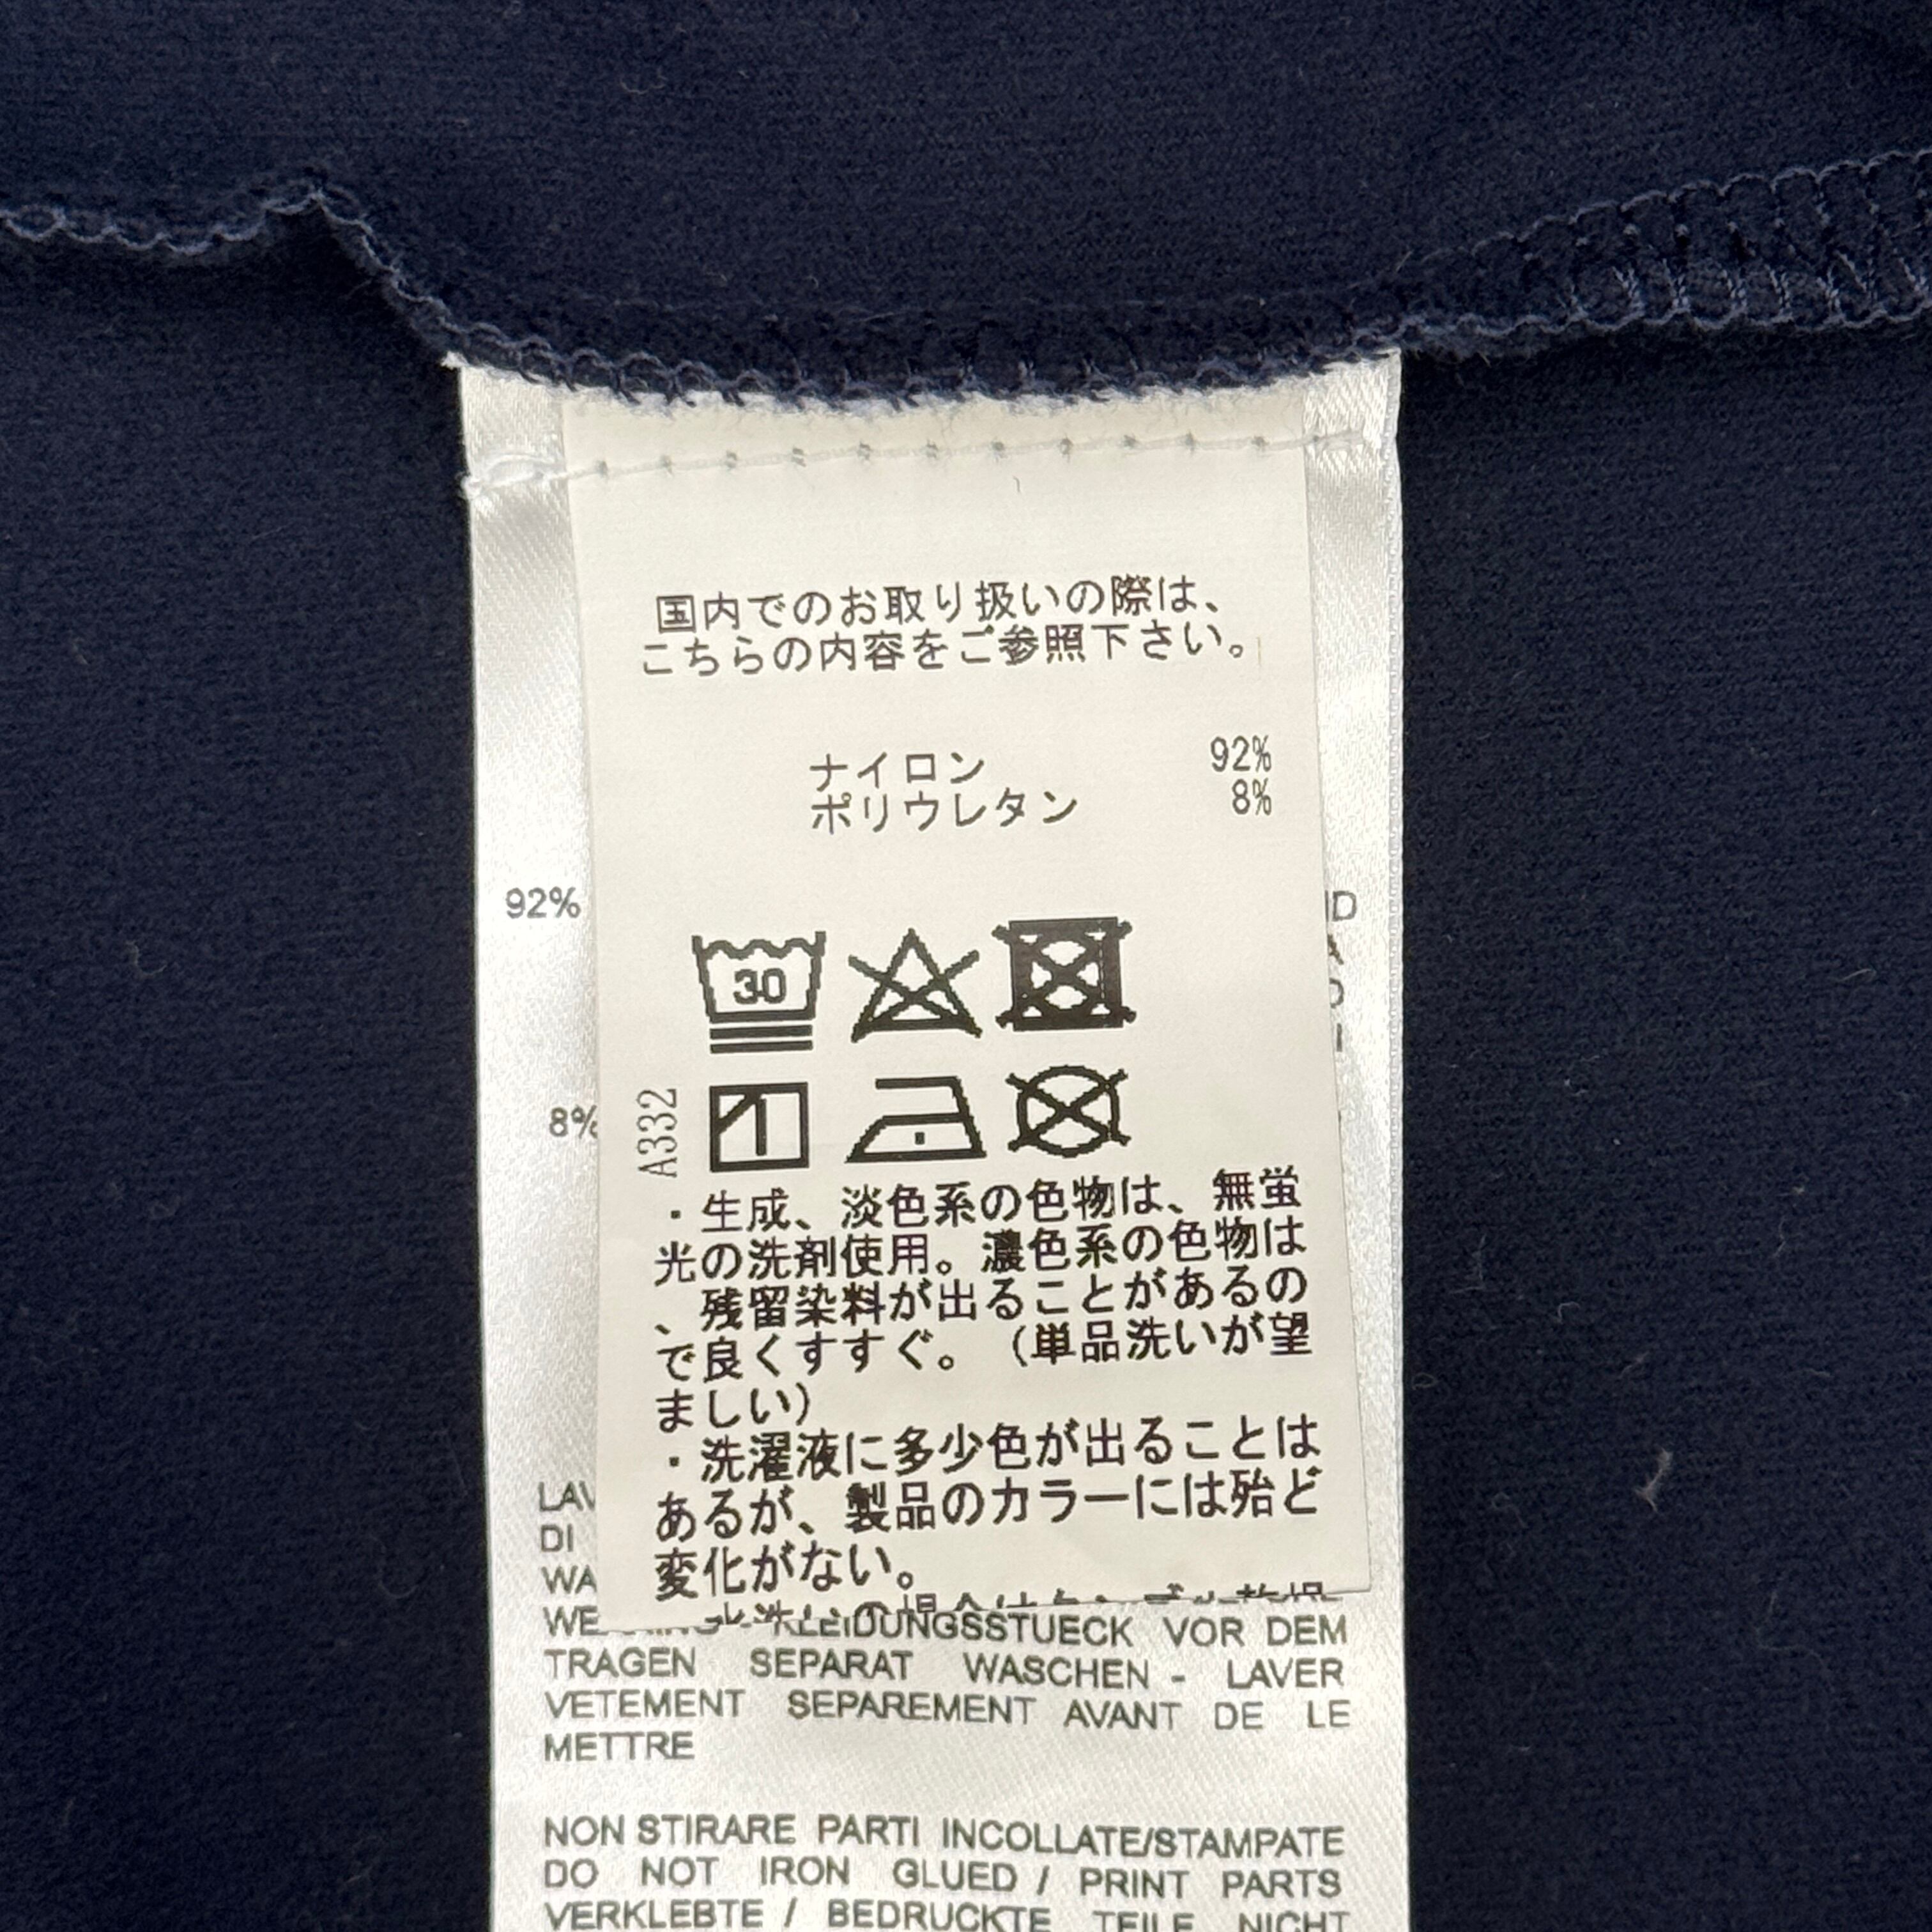 国内でのお取り扱いの際は、
こちらの内容をご参照下さい。
ナイロン 92%
ポリウレタン 8%
92%
8%
30
A332
・生成、淡色系の色物は、無蛍
光の洗剤使用。濃色系の色物は
、残留染料が出ることがあるの
で良くすすぐ。（単品洗いが望
ましい）
・洗濯液に多少色が出ることは
あるが、製品のカラーには殆ど
変化がない。
DI
KLEIDUNGSSTUECK VOR DEM
TRAGEN SEPARAT WASCHEN - LAVER
VETEMENT SEPAREMENT AVANT DE LE
METTRE
NON STIRARE PARTI INCOLLATE/STAMPATE
DO NOT IRON GLUED / PRINT PARTS
VERKLEBTE / BEDRUCKTE TEILE NICHT